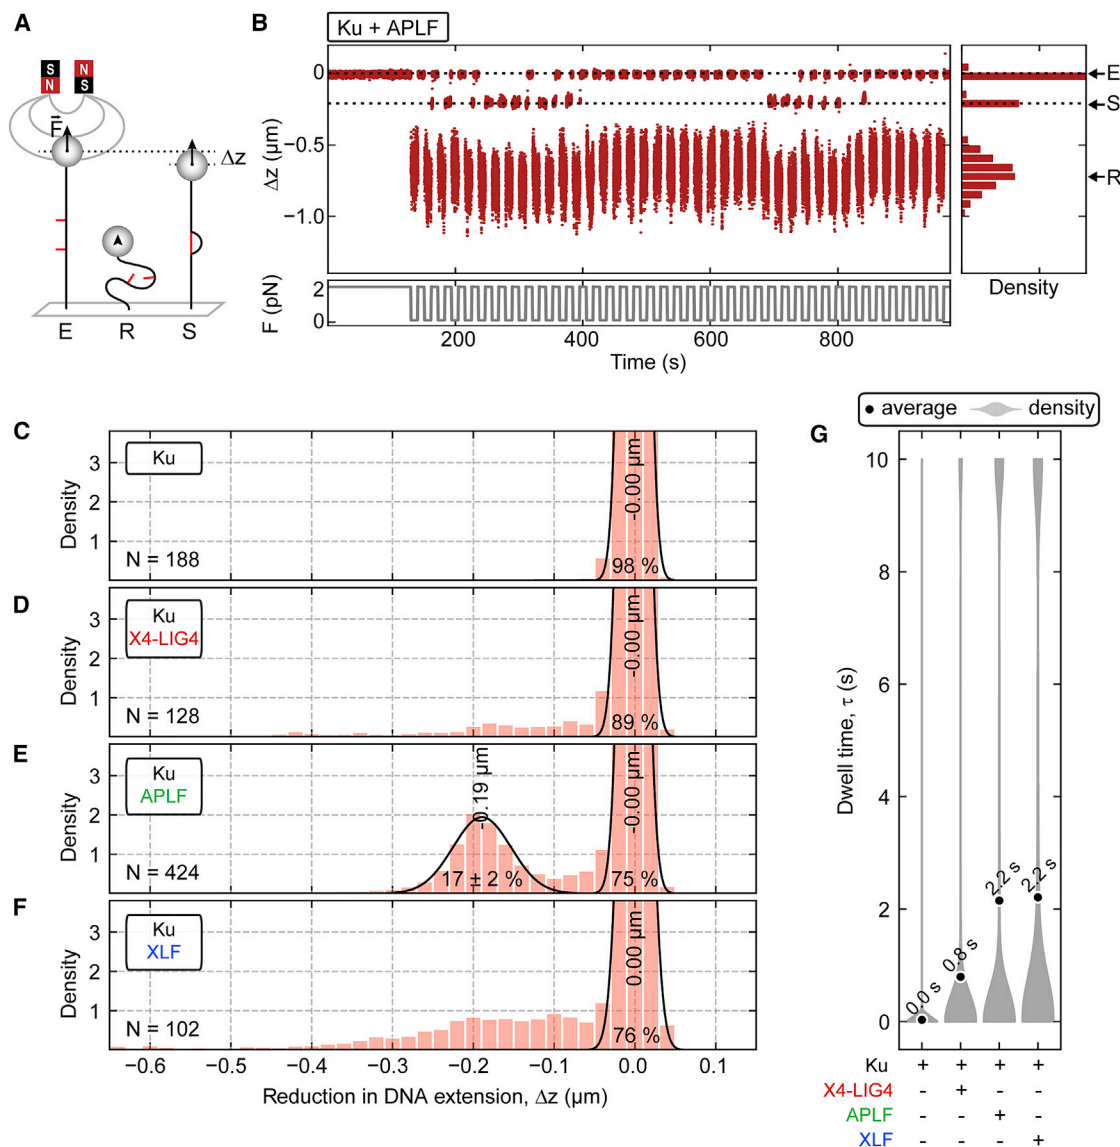 A
S N
N S
F
Δz
E R S
B
Ku + APLF
Δz (μm)
0
−0.5
−1.0
E
S
R
F (pN)
2
0
200 400 600 800
Time (s)
Density
C
Ku
Density
3
2
1
N = 188
-0.00 μm
98 %
D
Ku
X4-LIG4
Density
3
2
1
N = 128
-0.00 μm
89 %
E
Ku
APLF
Density
3
2
1
N = 424
-0.19 μm
17 ± 2 %
-0.00 μm
75 %
F
Ku
XLF
Density
3
2
1
N = 102
0.00 μm
76 %
−0.6 −0.5 −0.4 −0.3 −0.2 −0.1 0.0 0.1
Reduction in DNA extension, Δz (μm)
average density
G
Dwell time, τ (s)
10
8
6
4
2
0
0.0 s
0.8 s
2.2 s
2.2 s
Ku + + + +
X4-LIG4 - + - -
APLF - - + -
XLF - - - +